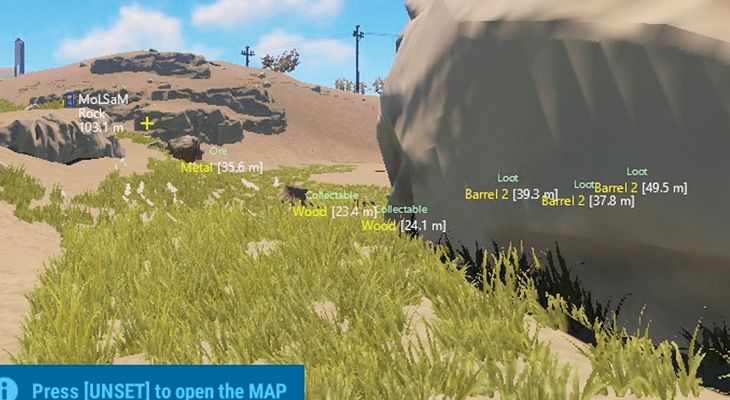 MoLSaM
Rock
103.1 m
Ore
Metal [35.6 m]
Collectable
Wood [23.4 m]
Collectable
Wood [24.1 m]
Loot
Barrel 2 [39.3 m]
Loot
Barrel 2 [37.8 m]
Loot
Barrel 2 [49.5 m]
Press [UNSET] to open the MAP